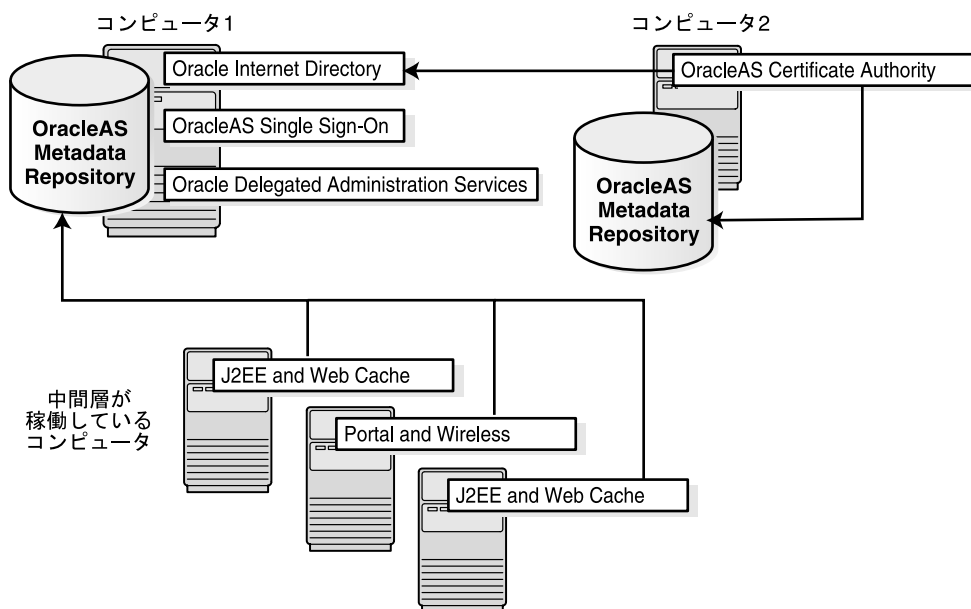 コンピュータ1
Oracle Internet Directory
OracleAS Single Sign-On
Oracle Delegated Administration Services
OracleAS
Metadata
Repository
コンピュータ2
OracleAS Certificate Authority
OracleAS
Metadata
Repository
中間層が
稼働している
コンピュータ
J2EE and Web Cache
Portal and Wireless
J2EE and Web Cache